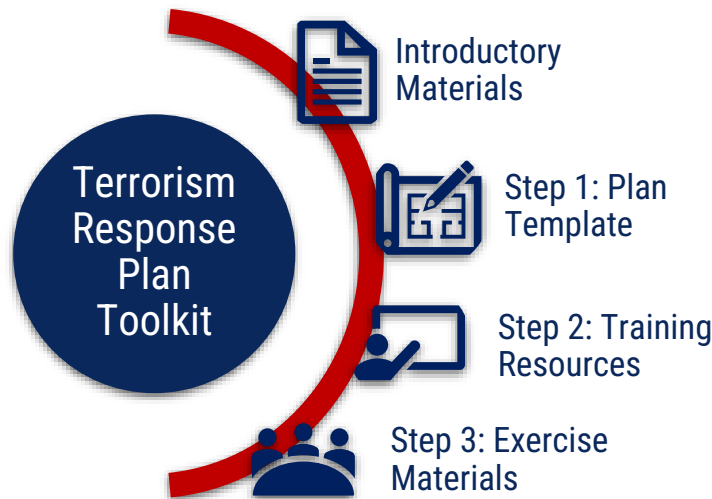 Terrorism
Response
Plan
Toolkit
Introductory
Materials
Step 1: Plan
Template
Step 2: Training
Resources
Step 3: Exercise
Materials